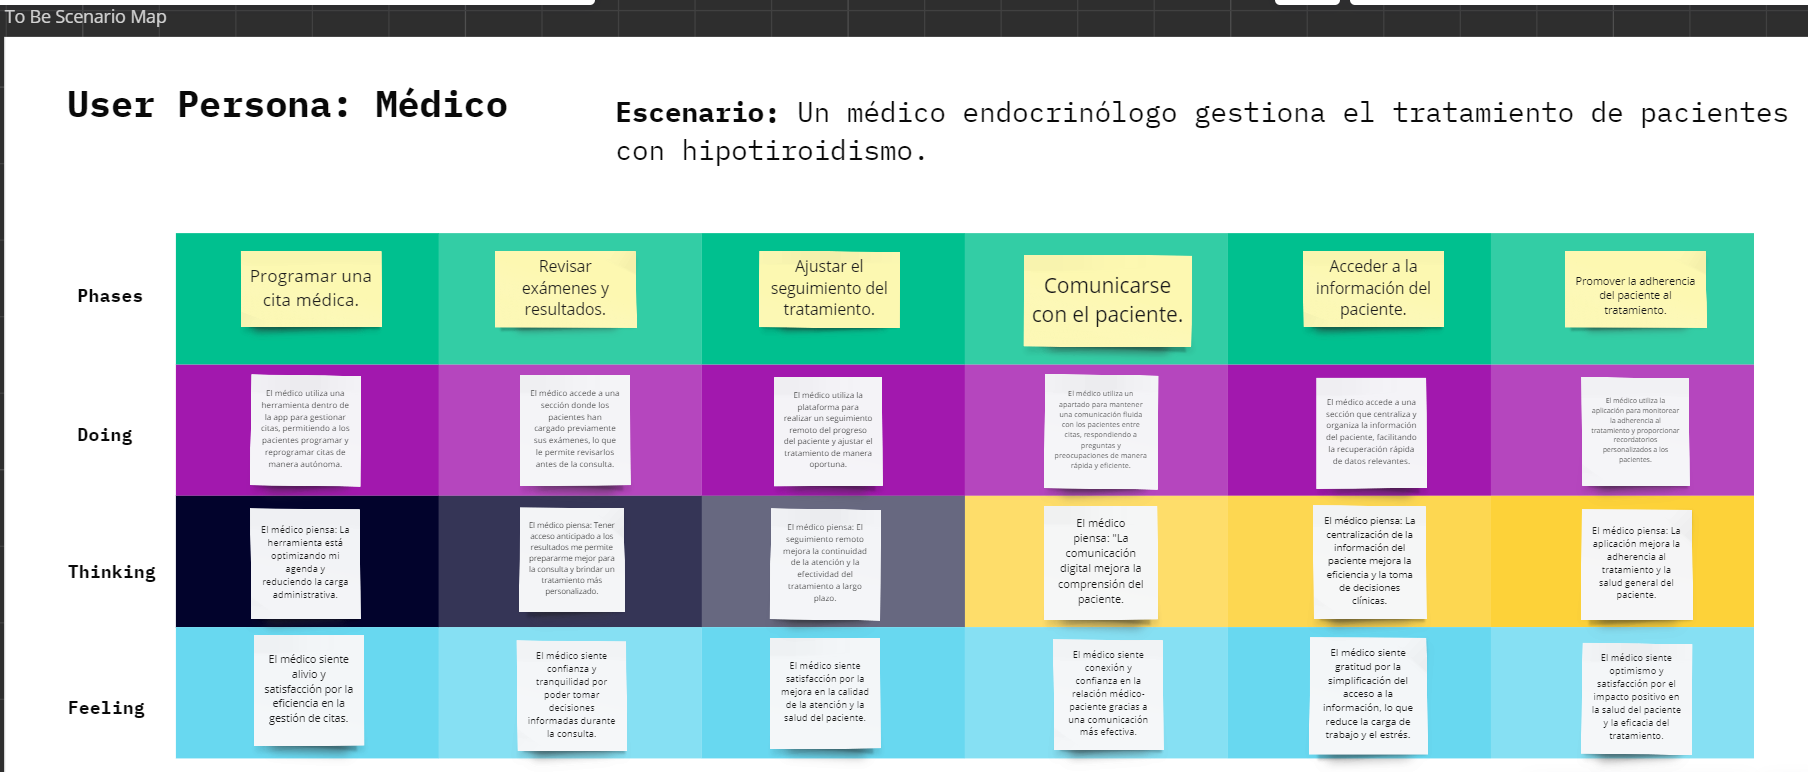 To Be Scenario Map
User Persona: Médico
Escenario: Un médico endocrinólogo gestiona el tratamiento de pacientes
con hipotiroidismo.
Phases
Programar una
cita médica.
Revisar
exámenes y
resultados.
Ajustar el
seguimiento del
tratamiento.
Comunicarse
con el paciente.
Acceder a la
información del
paciente.
Promover la adherencia
del paciente al
tratamiento.
Doing
El médico utiliza una
herramienta dentro de
la app para gestionar
citas, permitiendo a los
pacientes programar y
reprogramar citas de
manera autónoma.
El médico accede a una
sección donde los
pacientes han
cargado previamente
sus exámenes, lo que
le permite revisarlos
antes de la consulta.
El médico utiliza la
plataforma para
realizar un seguimiento
remoto del progreso
del paciente y ajustar el
tratamiento de manera
oportuna.
El médico utiliza un
apartado para mantener
una comunicación fluida
con los pacientes entre
citas, respondiendo a
preguntas y
preocupaciones de manera
rápida y eficiente.
El médico accede a una
sección que centraliza y
organiza la información
del paciente, facilitando
la recuperación rápida
de datos relevantes.
El médico utiliza la
aplicación para monitorear
la adherencia al
tratamiento y proporcionar
recordatorios
personalizados a los
pacientes.
Thinking
El médico piensa: La
herramienta está
optimizando mi
agenda y
reduciendo la carga
administrativa.
El médico piensa: Tener
acceso anticipado a los
resultados me permite
prepararme mejor para
la consulta y brindar un
tratamiento más
personalizado.
El médico piensa: El
seguimiento remoto
mejora la continuidad
de la atención y la
efectividad del
tratamiento a largo
plazo.
El médico
piensa: "La
comunicación
digital mejora la
comprensión del
paciente.
El médico piensa: La
centralización de la
información del
paciente mejora la
eficiencia y la toma
de decisiones
clínicas.
El médico piensa: La
aplicación mejora la
adherencia al
tratamiento y la
salud general del
paciente.
Feeling
El médico siente
alivio y
satisfacción por la
eficiencia en la
gestión de citas.
El médico siente
confianza y
tranquilidad por
poder tomar
decisiones
informadas durante
la consulta.
El médico siente
satisfacción por la
mejora en la calidad
de la atención y la
salud del paciente.
El médico siente
conexión y
confianza en la
relación médico-
paciente gracias a
una comunicación
más efectiva.
El médico siente
gratitud por la
simplificación del
acceso a la
información, lo que
reduce la carga de
trabajo y el estrés.
El médico siente
optimismo y
satisfacción por el
impacto positivo en
la salud del paciente
y la eficacia del
tratamiento.